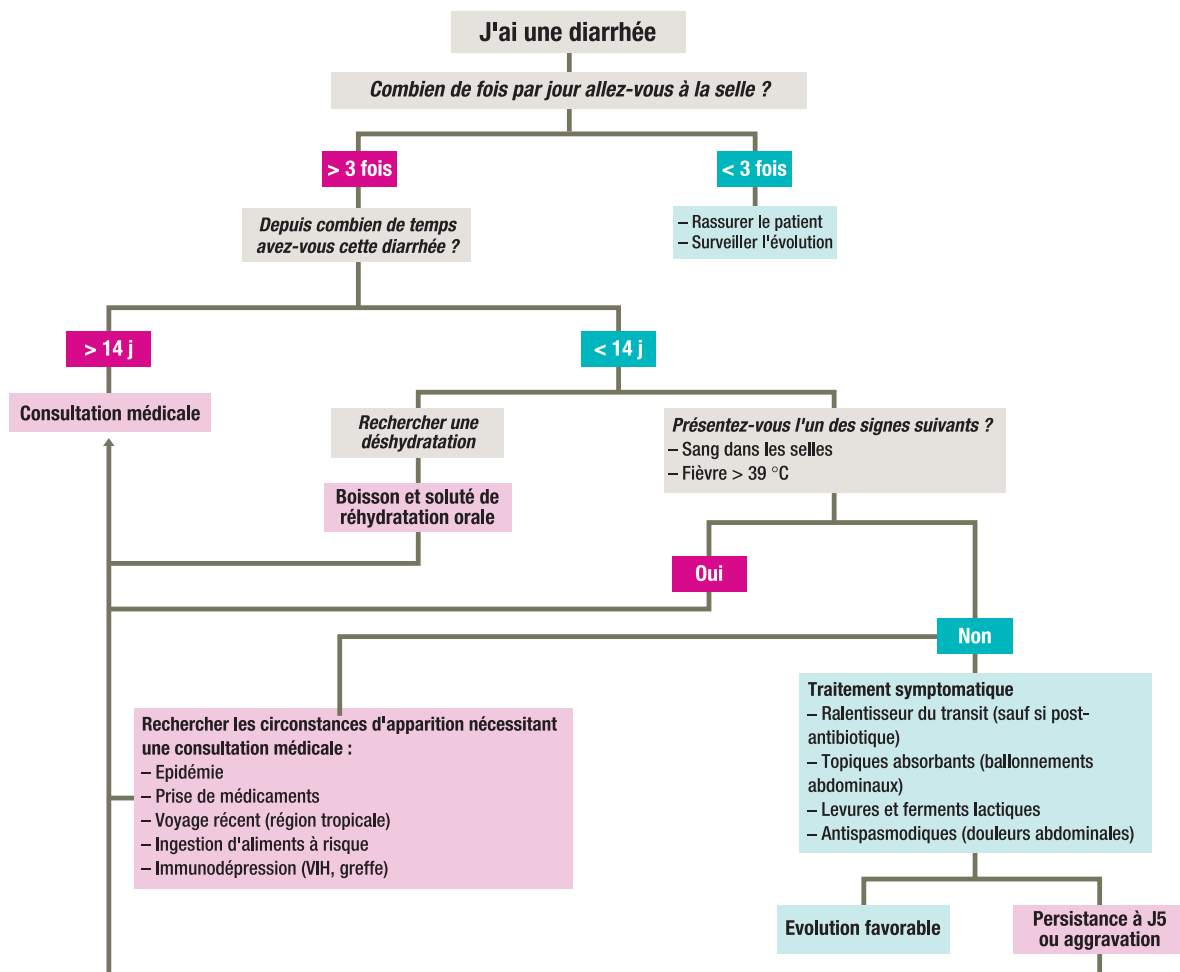 J'ai une diarrhée
Combien de fois par jour allez-vous à la selle ?
> 3 fois
< 3 fois
Depuis combien de temps
avez-vous cette diarrhée ?
– Rassurer le patient
– Surveiller l'évolution
> 14 j
< 14 j
Consultation médicale
Rechercher une
déshydratation
Présentez-vous l'un des signes suivants ?
– Sang dans les selles
– Fièvre > 39 °C
Boisson et soluté de
réhydratation orale
Oui
Non
Rechercher les circonstances d'apparition nécessitant
une consultation médicale :
– Epidémie
– Prise de médicaments
– Voyage récent (région tropicale)
– Ingestion d'aliments à risque
– Immunodépression (VIH, greffe)
Traitement symptomatique
– Ralentisseur du transit (sauf si post-
antibiotique)
– Topiques absorbants (ballonnements
abdominaux)
– Levures et ferments lactiques
– Antispasmodiques (douleurs abdominales)
Evolution favorable
Persistance à J5
ou aggravation